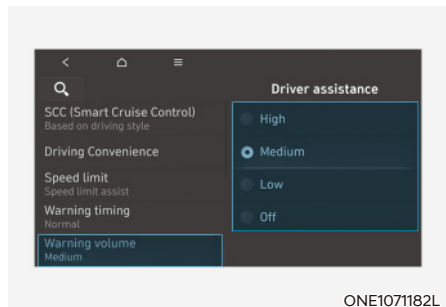 Driver assistance
SCC (Smart Cruise Control)
Based on driving style
Driving Convenience
Speed limit
Speed limit assist
Warning timing
Normal
Warning volume
Medium
High
Medium
Low
Off
ONE1071182L